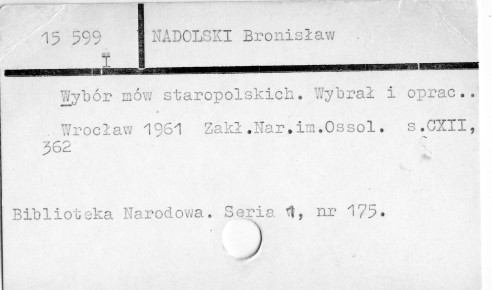 15 599 NADOLSKI Bronisław
I
Wybór mów staropolskich. Wybrał i oprac..
Wrocław 1961 Zakł.Nar.im.Ossol. s.CXII,
362
Biblioteka Narodowa. Seria 1, nr 175.